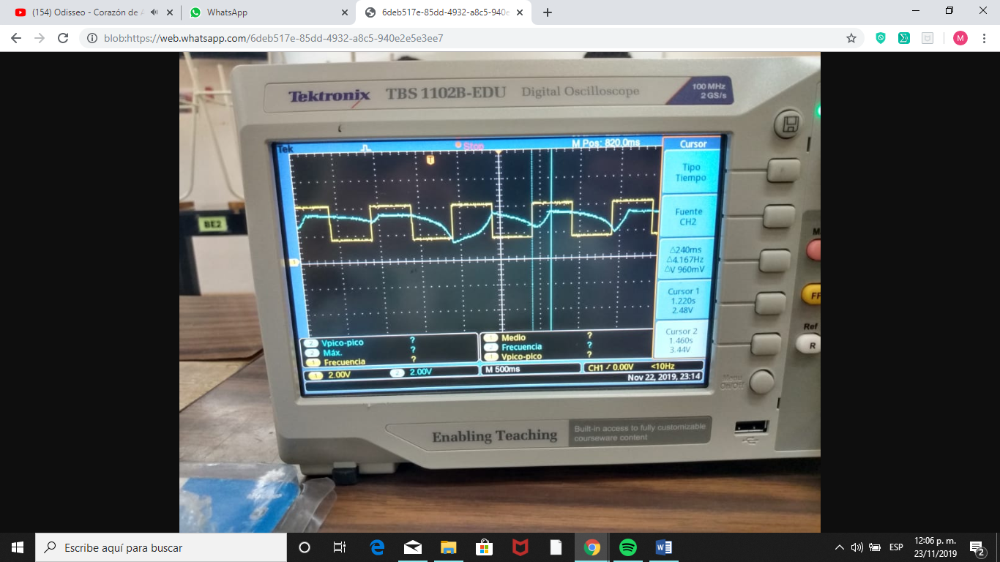 (154) Odisseo - Corazón de
WhatsApp
6deb517e-85dd-4932-a8c5-940e
blob:https://web.whatsapp.com/6deb517e-85dd-4932-a8c5-940e2e5e3ee7
M
Tektronix TBS 1102B-EDU Digital Oscilloscope
100 MHz
2 GS/s
Tek
Stop
M Pos: 820.0ms
Cursor
T
Tipo
Tiempo
BE2
Fuente
CH2
1
△240ms
△4.167Hz
△V 960mV
Cursor 1
1.220s
2.48V
Cursor 2
1.460s
3.44V
2 Vpico-pico ?
2 Máx. ?
1 Frecuencia ?
1 Medio ?
2 Frecuencia ?
1 Vpico-pico ?
1 2.00V 2 2.00V
M 500ms
CH1 / 0.00V <10Hz
Nov 22, 2019, 23:14
Ref
R
Menu
On/Off
Enabling Teaching
Built-in access to fully customizable
courseware content
Escribe aquí para buscar
ESP
12:06 p. m.
23/11/2019
2